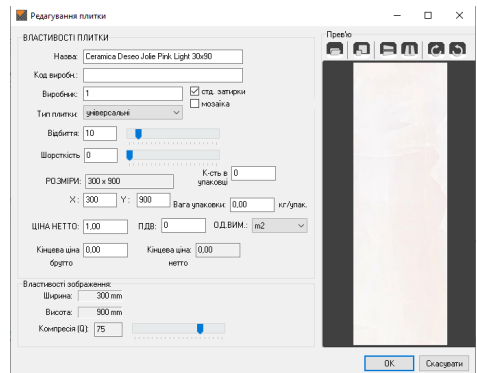 Редагування плитки
ВЛАСТИВОСТІ ПЛИТКИ
Назва: Ceramica Deseo Jolie Pink Light 30x90
Код виробн.:
Виробник: 1
стд. затирки
мозаїка
Тип плитки: універсальні
Відбиття: 10
Шорсткість 0
РОЗМІРИ: 300 x 900
К-сть в упаковці 0
X: 300 Y: 900
Вага упаковки: 0,00 кг/упак.
ЦІНА НЕТТО: 1,00 ПДВ: 0 ОД.ВИМ.: m2
Кінцева ціна брутто 0,00
Кінцева ціна: нетто 0,00
Властивості зображення:
Ширина: 300 mm
Висота: 900 mm
Компресія (Q): 75
Прев'ю
OK Скасувати